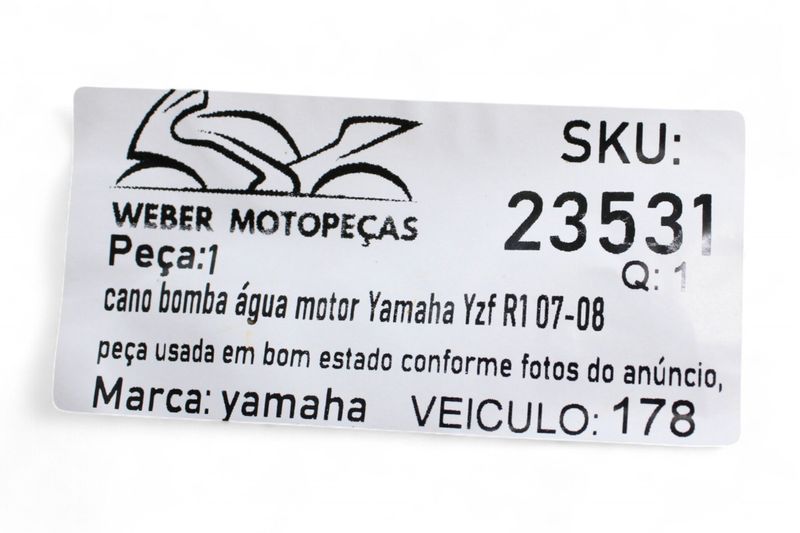 WEBER MOTOPEÇAS
SKU:
23531
Q: 1
Peça:1
cano bomba água motor Yamaha Yzf R1 07-08
peça usada em bom estado conforme fotos do anúncio,
Marca: yamaha VEICULO: 178